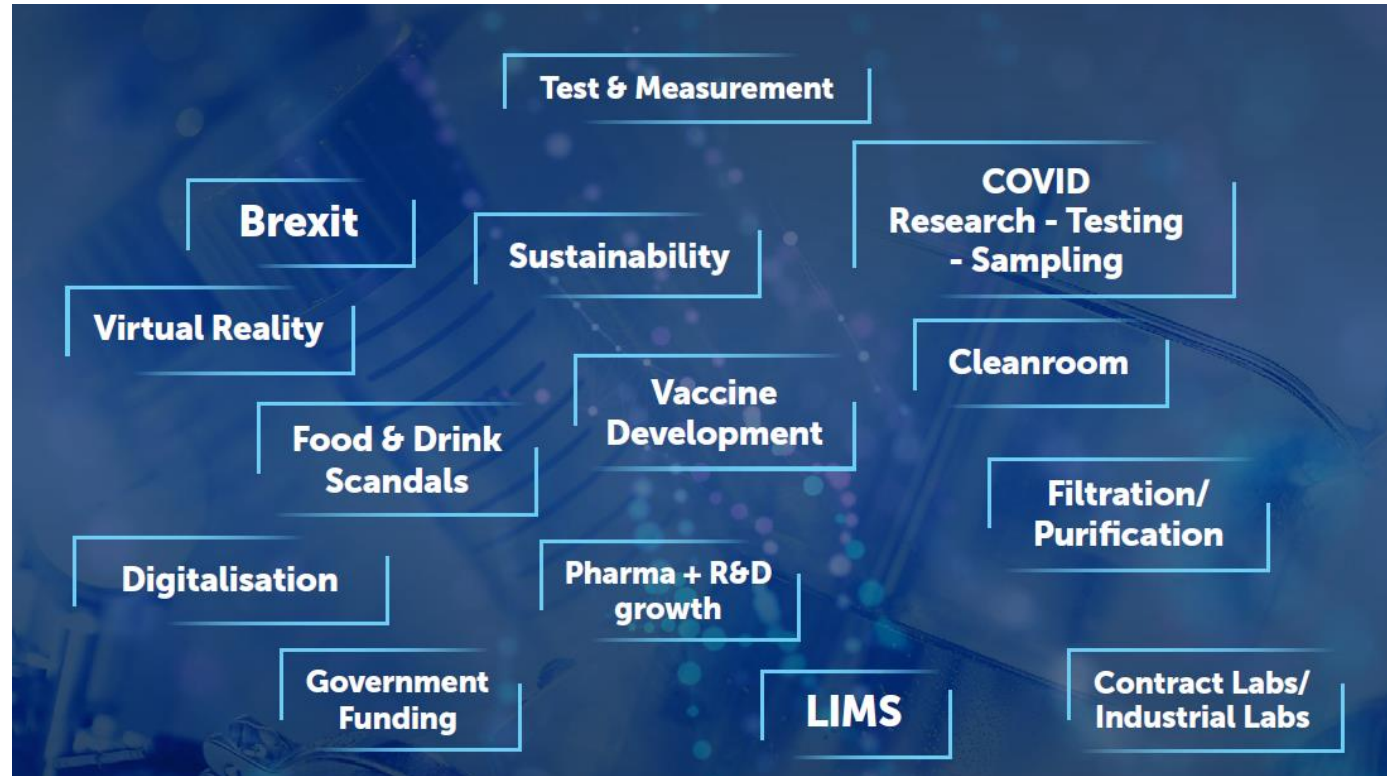 Test & Measurement
COVID
Research - Testing
- Sampling
Brexit
Sustainability
Virtual Reality
Cleanroom
Vaccine
Development
Food & Drink
Scandals
Filtration/
Purification
Digitalisation
Pharma + R&D
growth
Government
Funding
LIMS
Contract Labs/
Industrial Labs